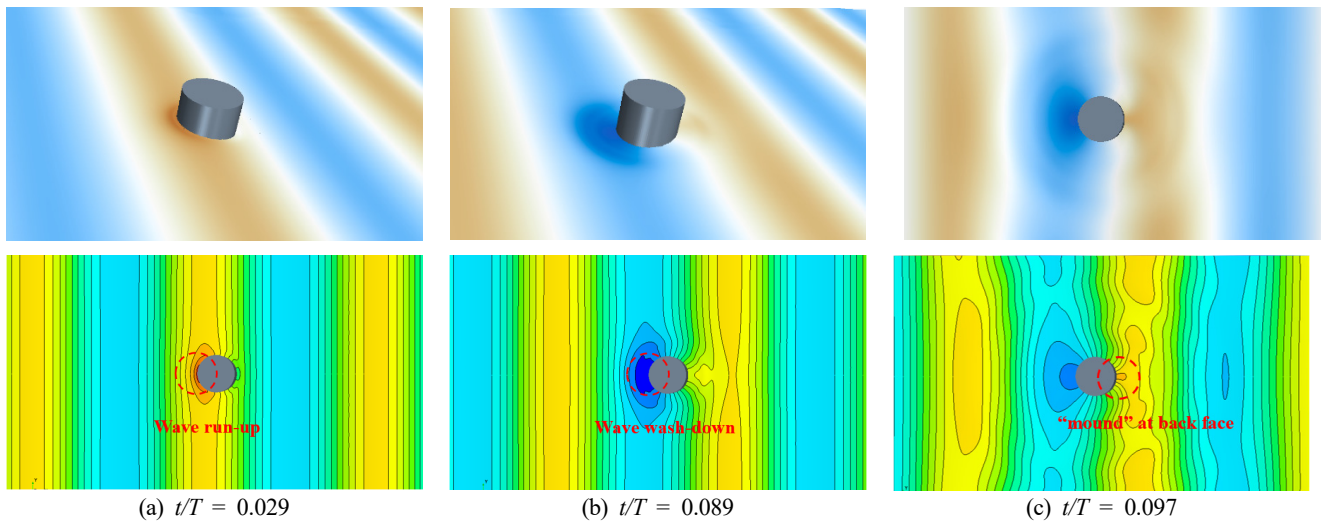 Wave run-up
Wave wash-down
“mound” at back face
(a) t/T = 0.029
(b) t/T = 0.089
(c) t/T = 0.097